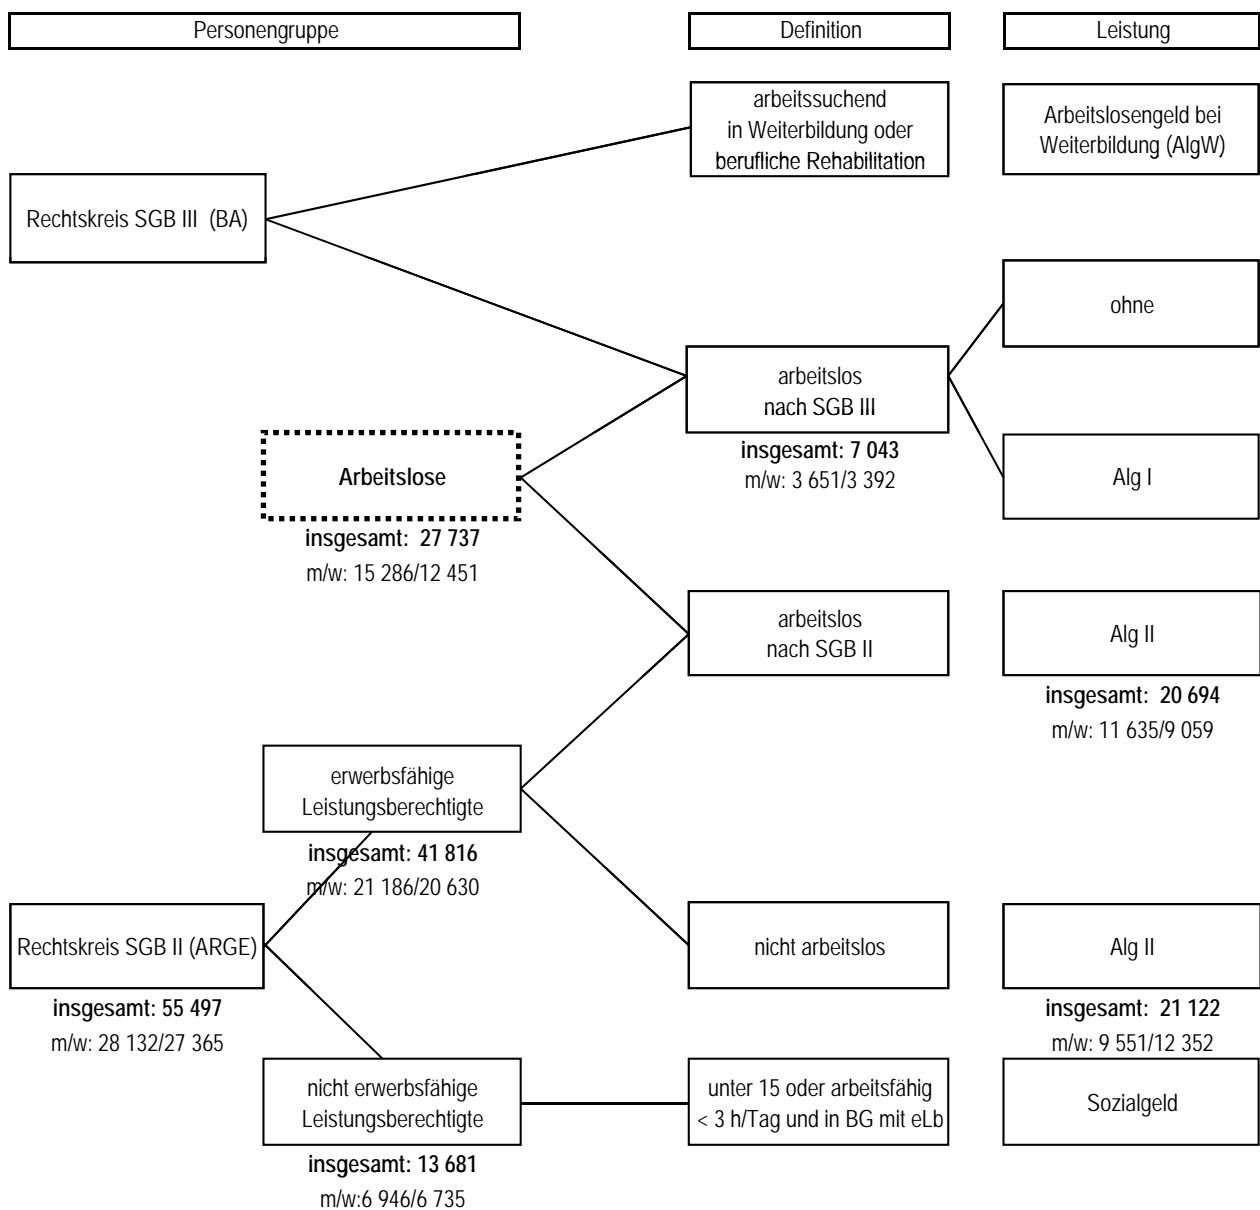 Personengruppe
Definition
Leistung
arbeitssuchend
in Weiterbildung oder
berufliche Rehabilitation
Arbeitslosengeld bei
Weiterbildung (AlgW)
Rechtskreis SGB III (BA)
ohne
arbeitslos
nach SGB III
insgesamt: 7 043
m/w: 3 651/3 392
Alg I
Arbeitslose
insgesamt: 27 737
m/w: 15 286/12 451
arbeitslos
nach SGB II
Alg II
insgesamt: 20 694
m/w: 11 635/9 059
erwerbsfähige
Leistungsberechtigte
insgesamt: 41 816
m/w: 21 186/20 630
Rechtskreis SGB II (ARGE)
insgesamt: 55 497
m/w: 28 132/27 365
nicht arbeitslos
Alg II
insgesamt: 21 122
m/w: 9 551/12 352
nicht erwerbsfähige
Leistungsberechtigte
insgesamt: 13 681
m/w:6 946/6 735
unter 15 oder arbeitsfähig
< 3 h/Tag und in BG mit eLb
Sozialgeld